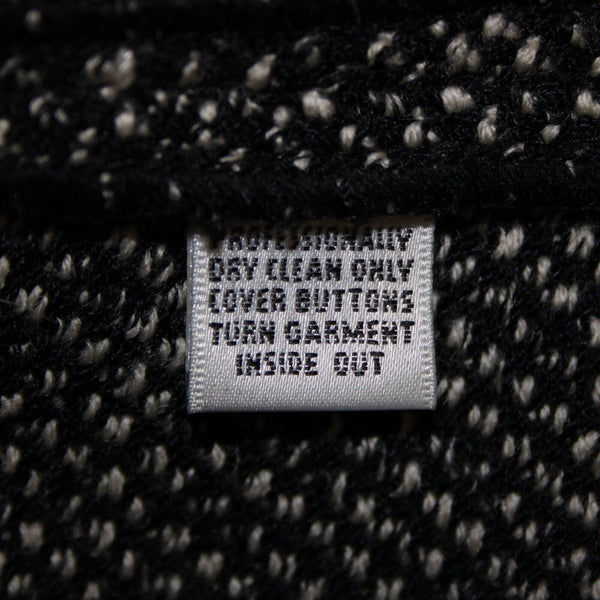 PROFESSIONALLY
DRY CLEAN ONLY
COVER BUTTONS
TURN GARMENT
INSIDE OUT